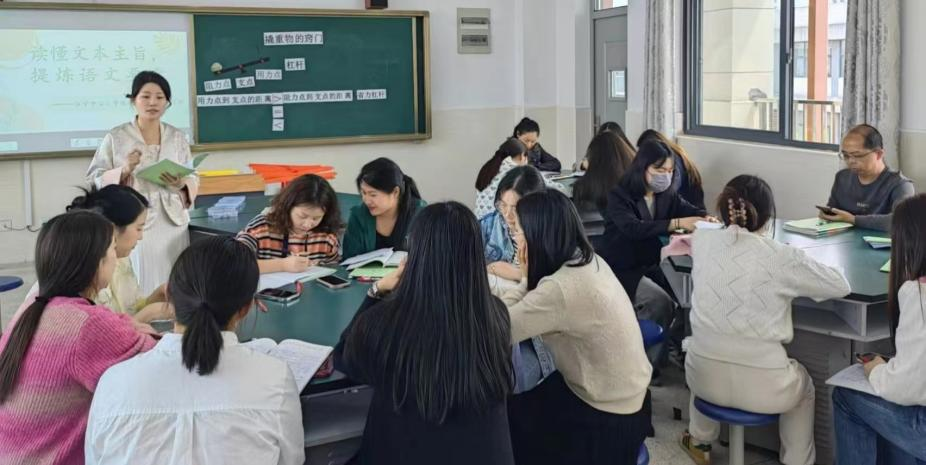 读懂文本主旨，
提炼语文
撬重物的窍门
杠杆
用力点
支点
阻力点
用力点到支点的距离>阻力点到支点的距离 省力杠杆
=
<